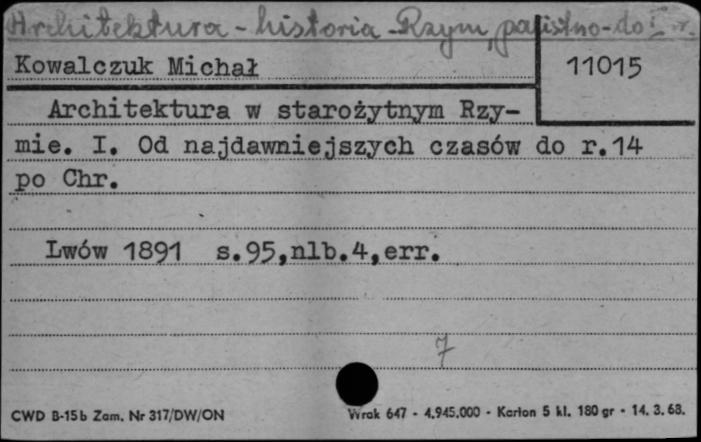 Architektura - historia - Rzym, państwo - do I w.
Kowalczuk Michał
11015
Architektura w starożytnym Rzy-
mie. I. Od najdawniejszych czasów do r.14
po Chr.
Lwów 1891 s.95,nlb.4,err.
7
CWD B-15b Zam. Nr 317/DW/ON
Wrak 647 - 4.945.000 - Karton 5 kl. 180 gr - 14. 3. 68.